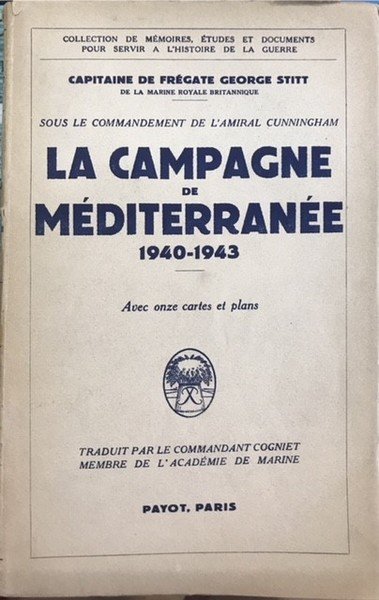 COLLECTION DE MÉMOIRES, ÉTUDES ET DOCUMENTS
POUR SERVIR A L'HISTOIRE DE LA GUERRE
CAPITAINE DE FRÉGATE GEORGE STITT
DE LA MARINE ROYALE BRITANNIQUE
SOUS LE COMMANDEMENT DE L'AMIRAL CUNNINGHAM
LA CAMPAGNE
DE
MÉDITERRANÉE
1940-1943
Avec onze cartes et plans
TRADUIT PAR LE COMMANDANT COGNIET
MEMBRE DE L'ACADÉMIE DE MARINE
PAYOT, PARIS